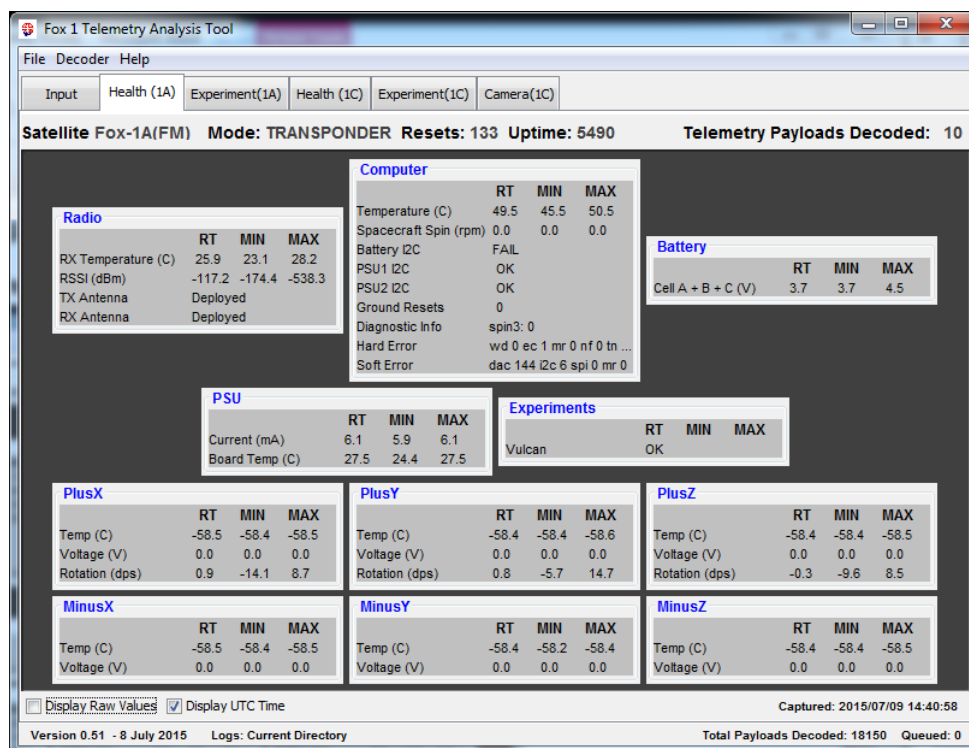 Fox 1 Telemetry Analysis Tool
File Decoder Help
Input Health (1A) Experiment(1A) Health (1C) Experiment(1C) Camera(1C)
Satellite Fox-1A(FM) Mode: TRANSPONDER Resets: 133 Uptime: 5490 Telemetry Payloads Decoded: 10
Computer
RT MIN MAX
Temperature (C) 49.5 45.5 50.5
Spacecraft Spin (rpm) 0.0 0.0 0.0
Battery I2C FAIL
PSU1 I2C OK
PSU2 I2C OK
Ground Resets 0
Diagnostic Info spin3: 0
Hard Error wd 0 ec 1 mr 0 nf 0 tn ...
Soft Error dac 144 i2c 6 spi 0 mr 0
Radio
RT MIN MAX
RX Temperature (C) 25.9 23.1 28.2
RSSI (dBm) -117.2 -174.4 -538.3
TX Antenna Deployed
RX Antenna Deployed
Battery
RT MIN MAX
Cell A + B + C (V) 3.7 3.7 4.5
PSU
RT MIN MAX
Current (mA) 6.1 5.9 6.1
Board Temp (C) 27.5 24.4 27.5
Experiments
RT MIN MAX
Vulcan OK
PlusX
RT MIN MAX
Temp (C) -58.5 -58.4 -58.5
Voltage (V) 0.0 0.0 0.0
Rotation (dps) 0.9 -14.1 8.7
PlusY
RT MIN MAX
Temp (C) -58.4 -58.4 -58.6
Voltage (V) 0.0 0.0 0.0
Rotation (dps) 0.8 -5.7 14.7
PlusZ
RT MIN MAX
Temp (C) -58.4 -58.4 -58.5
Voltage (V) 0.0 0.0 0.0
Rotation (dps) -0.3 -9.6 8.5
MinusX
RT MIN MAX
Temp (C) -58.5 -58.4 -58.5
Voltage (V) 0.0 0.0 0.0
MinusY
RT MIN MAX
Temp (C) -58.4 -58.2 -58.4
Voltage (V) 0.0 0.0 0.0
MinusZ
RT MIN MAX
Temp (C) -58.4 -58.4 -58.5
Voltage (V) 0.0 0.0 0.0
Display Raw Values Display UTC Time Captured: 2015/07/09 14:40:58
Version 0.51 - 8 July 2015 Logs: Current Directory Total Payloads Decoded: 18150 Queued: 0